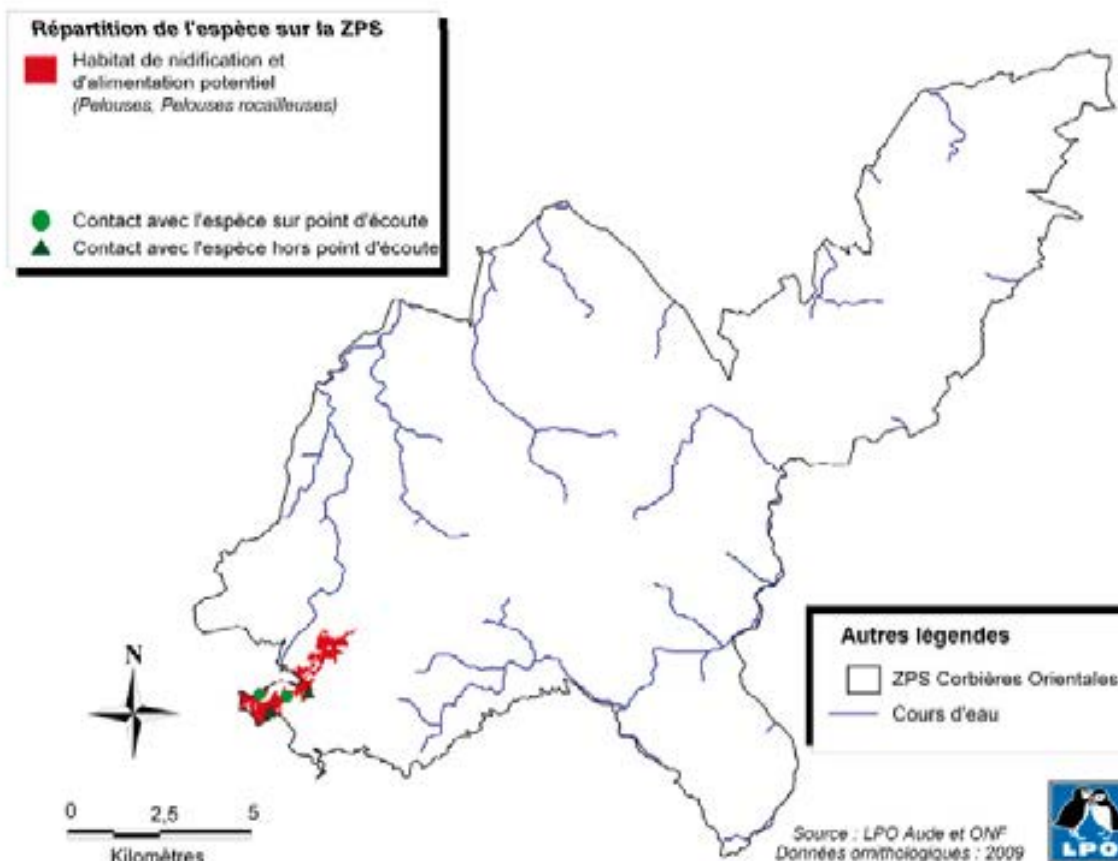 Répartition de l'espèce sur la ZPS
Habitat de nidification et
d'alimentation potentiel
(Pelouses, Pelouses rocailleuses)
Contact avec l'espèce sur point d'écoute
Contact avec l'espèce hors point d'écoute
N
Autres légendes
ZPS Corbières Orientales
Cours d'eau
0 2,5 5
Kilomètres
Source : LPO Aude et ONF
Données ornithologiques : 2009
LPO